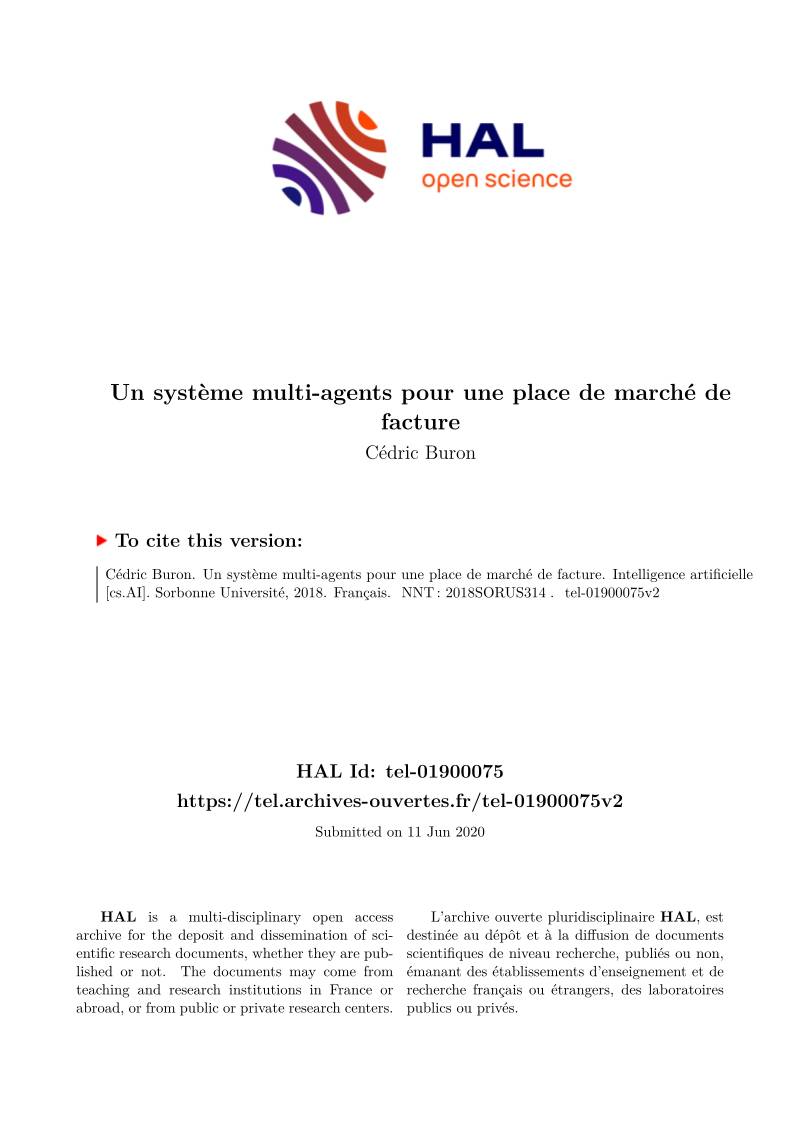 HAL
open science
Un système multi-agents pour une place de marché de
facture
Cédric Buron
To cite this version:
Cédric Buron. Un système multi-agents pour une place de marché de facture. Intelligence artificielle
[cs.AI]. Sorbonne Université, 2018. Français. NNT : 2018SORUS314 . tel-01900075v2
HAL Id: tel-01900075
https://tel.archives-ouvertes.fr/tel-01900075v2
Submitted on 11 Jun 2020
HAL is a multi-disciplinary open access
archive for the deposit and dissemination of sci-
entific research documents, whether they are pub-
lished or not. The documents may come from
teaching and research institutions in France or
abroad, or from public or private research centers.
L'archive ouverte pluridisciplinaire HAL, est
destinée au dépôt et à la diffusion de documents
scientifiques de niveau recherche, publiés ou non,
émanant des établissements d'enseignement et de
recherche français ou étrangers, des laboratoires
publics ou privés.